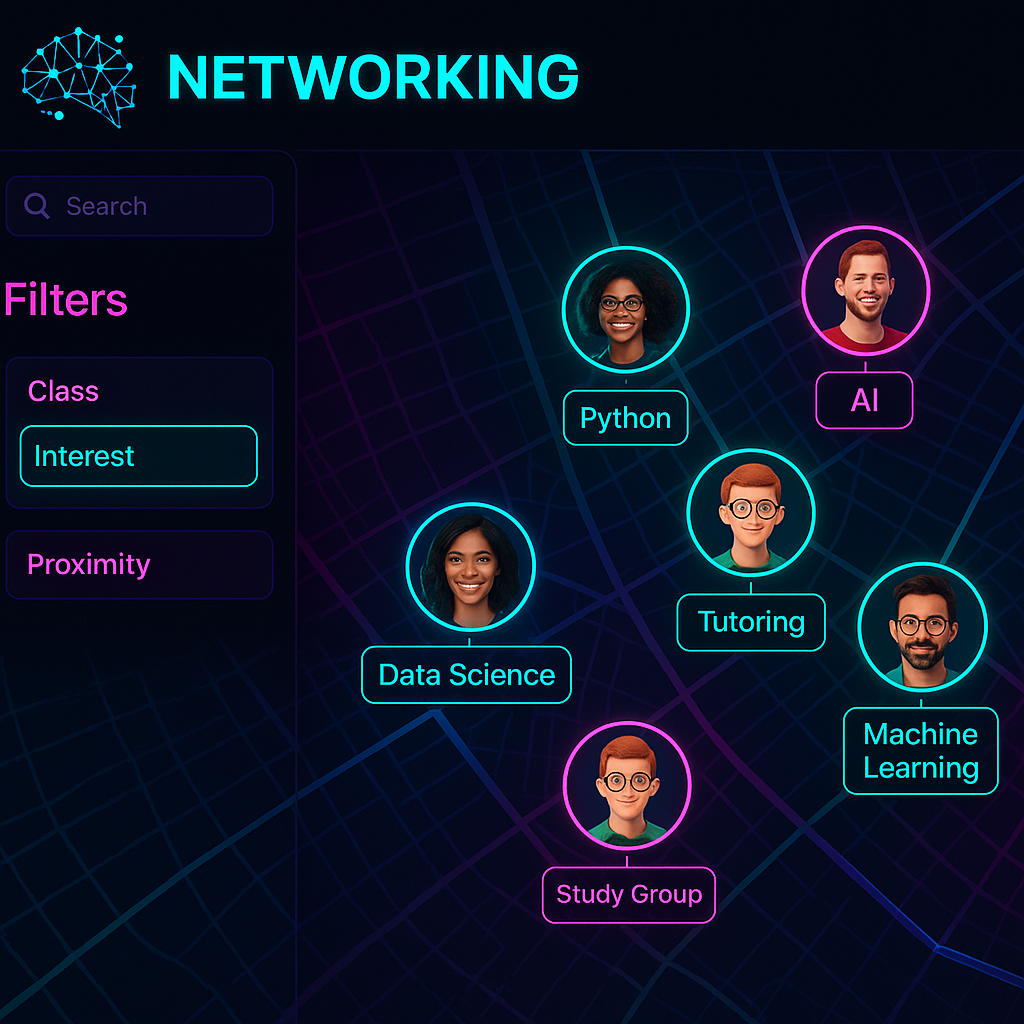 NETWORKING
Search
Filters
Class
Interest
Proximity
Python
AI
Tutoring
Data Science
Machine
Learning
Study Group